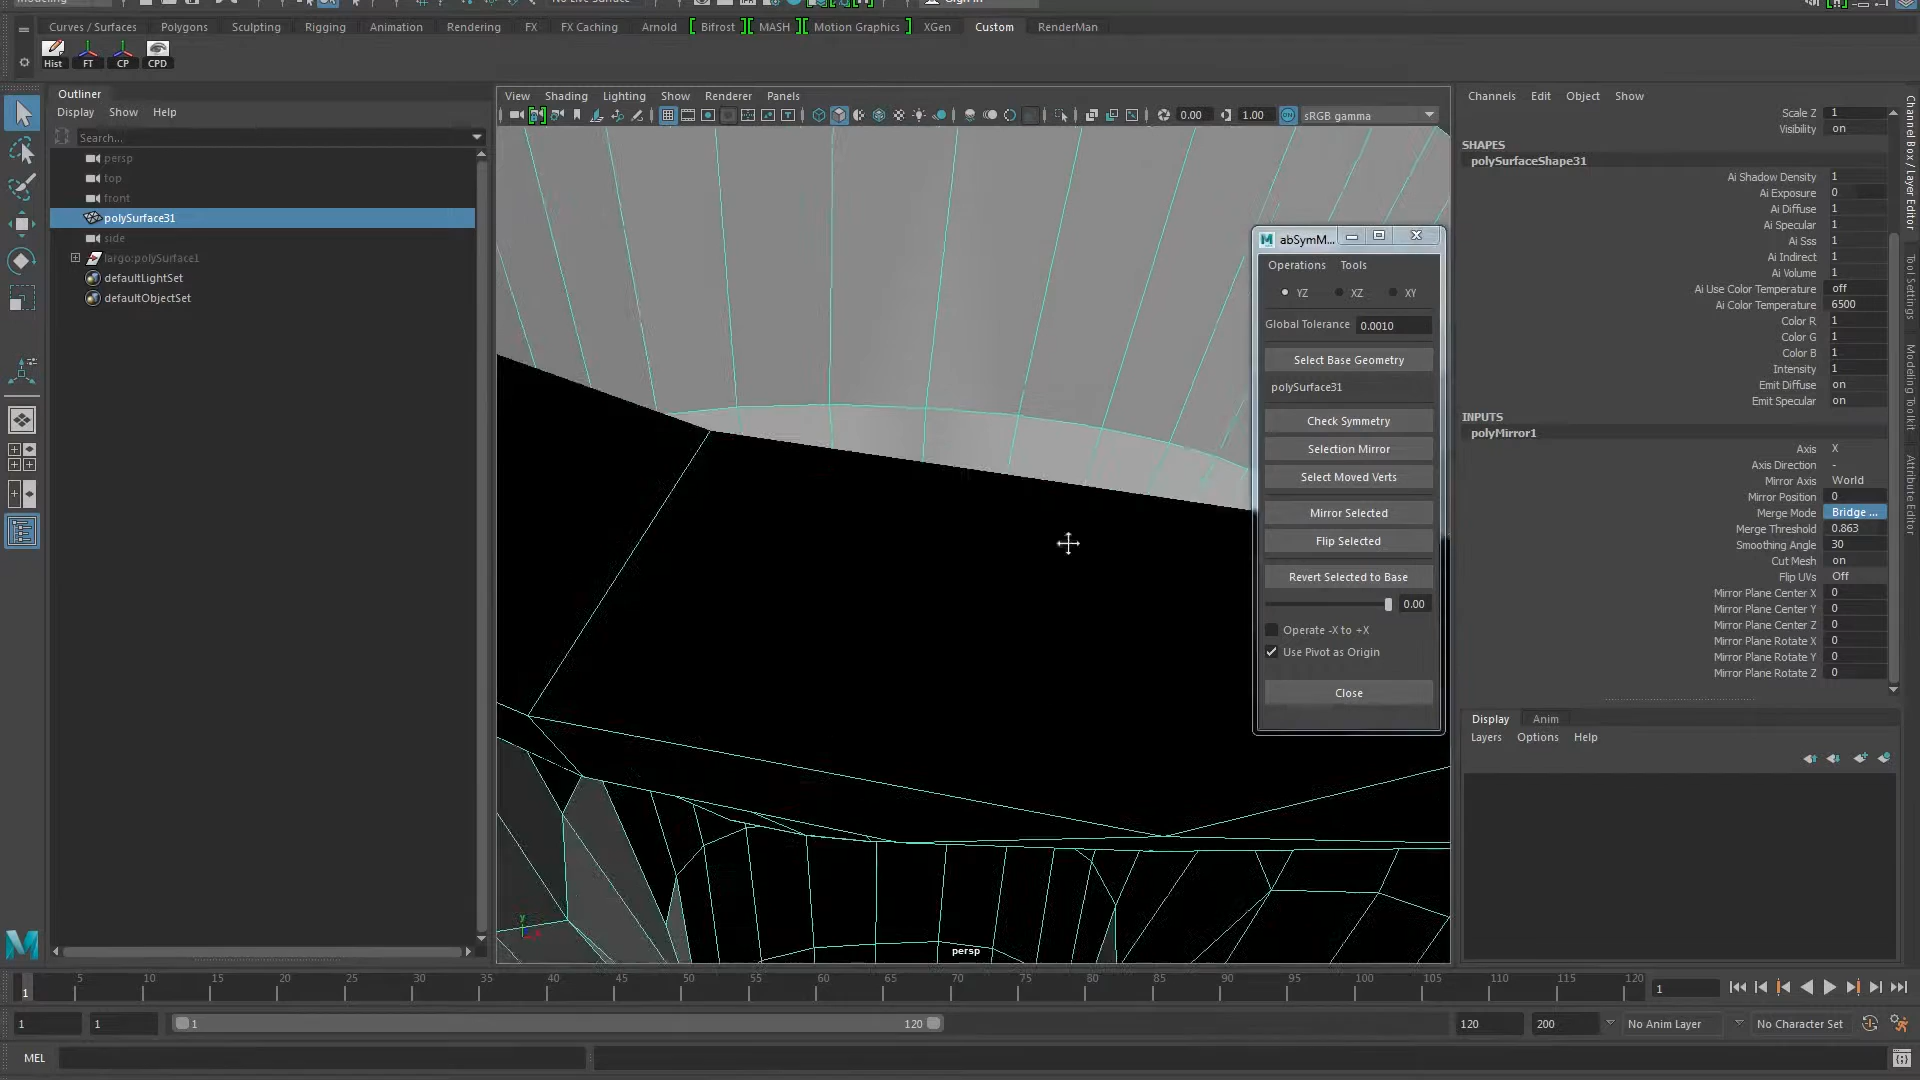 Curves / Surfaces Polygons Sculpting Rigging Animation Rendering FX FX Caching Arnold Bifrost MASH Motion Graphics XGen Custom RenderMan
Hist FT CP CPD
Outliner
Display Show Help
Search...
persp
top
front
polySurface31
side
largo:polySurface1
defaultLightSet
defaultObjectSet
View Shading Lighting Show Renderer Panels
0.00 1.00 sRGB gamma
persp
y
abSymM...
Operations Tools
YZ XZ XY
Global Tolerance 0.0010
Select Base Geometry
polySurface31
Check Symmetry
Selection Mirror
Select Moved Verts
Mirror Selected
Flip Selected
Revert Selected to Base
0.00
Operate -X to +X
Use Pivot as Origin
Close
Channels Edit Object Show
Scale Z 1
Visibility on
SHAPES
polySurfaceShape31
Ai Shadow Density 1
Ai Exposure 0
Ai Diffuse 1
Ai Specular 1
Ai Sss 1
Ai Indirect 1
Ai Volume 1
Ai Use Color Temperature off
Ai Color Temperature 6500
Color R 1
Color G 1
Color B 1
Intensity 1
Emit Diffuse on
Emit Specular on
INPUTS
polyMirror1
Axis X
Axis Direction -
Mirror Axis World
Mirror Position 0
Merge Mode Bridge ...
Merge Threshold 0.863
Smoothing Angle 30
Cut Mesh on
Flip UVs Off
Mirror Plane Center X 0
Mirror Plane Center Y 0
Mirror Plane Center Z 0
Mirror Plane Rotate X 0
Mirror Plane Rotate Y 0
Mirror Plane Rotate Z 0
Display Anim
Layers Options Help
Channel Box / Layer Editor
Tool Settings
Modeling Toolkit
Attribute Editor
5 10 15 20 25 30 35 40 45 50 55 60 65 70 75 80 85 90 95 100 105 110 115 120
1 1
1 1 1 120 120 200 No Anim Layer No Character Set
MEL